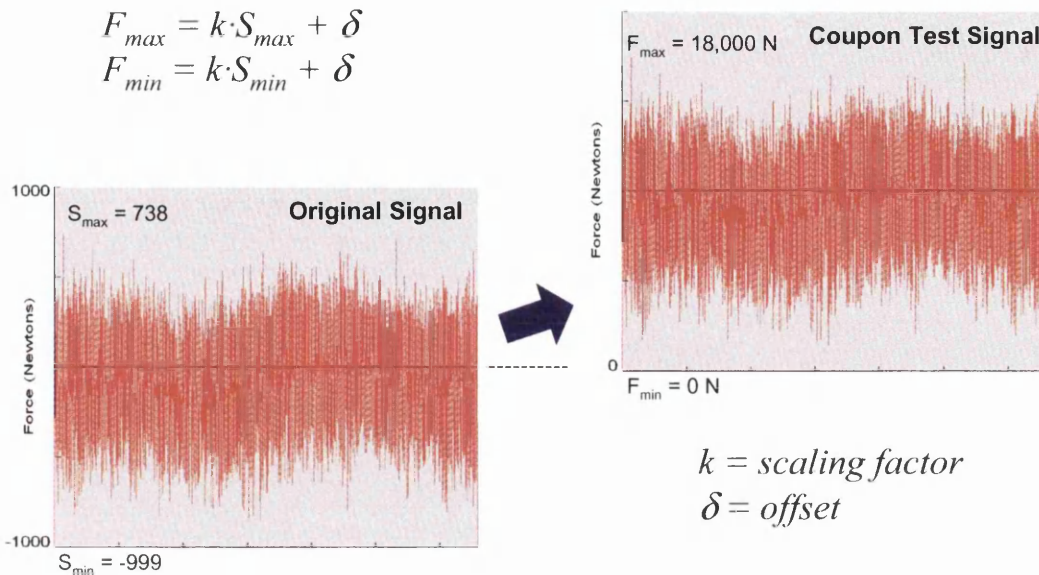 F_max = k·S_max + δ
F_min = k·S_min + δ
F_max = 18,000 N
Coupon Test Signal
Force (Newtons)
0
F_min = 0 N
1000
S_max = 738
Original Signal
Force (Newtons)
-1000
S_min = -999
k = scaling factor
δ = offset